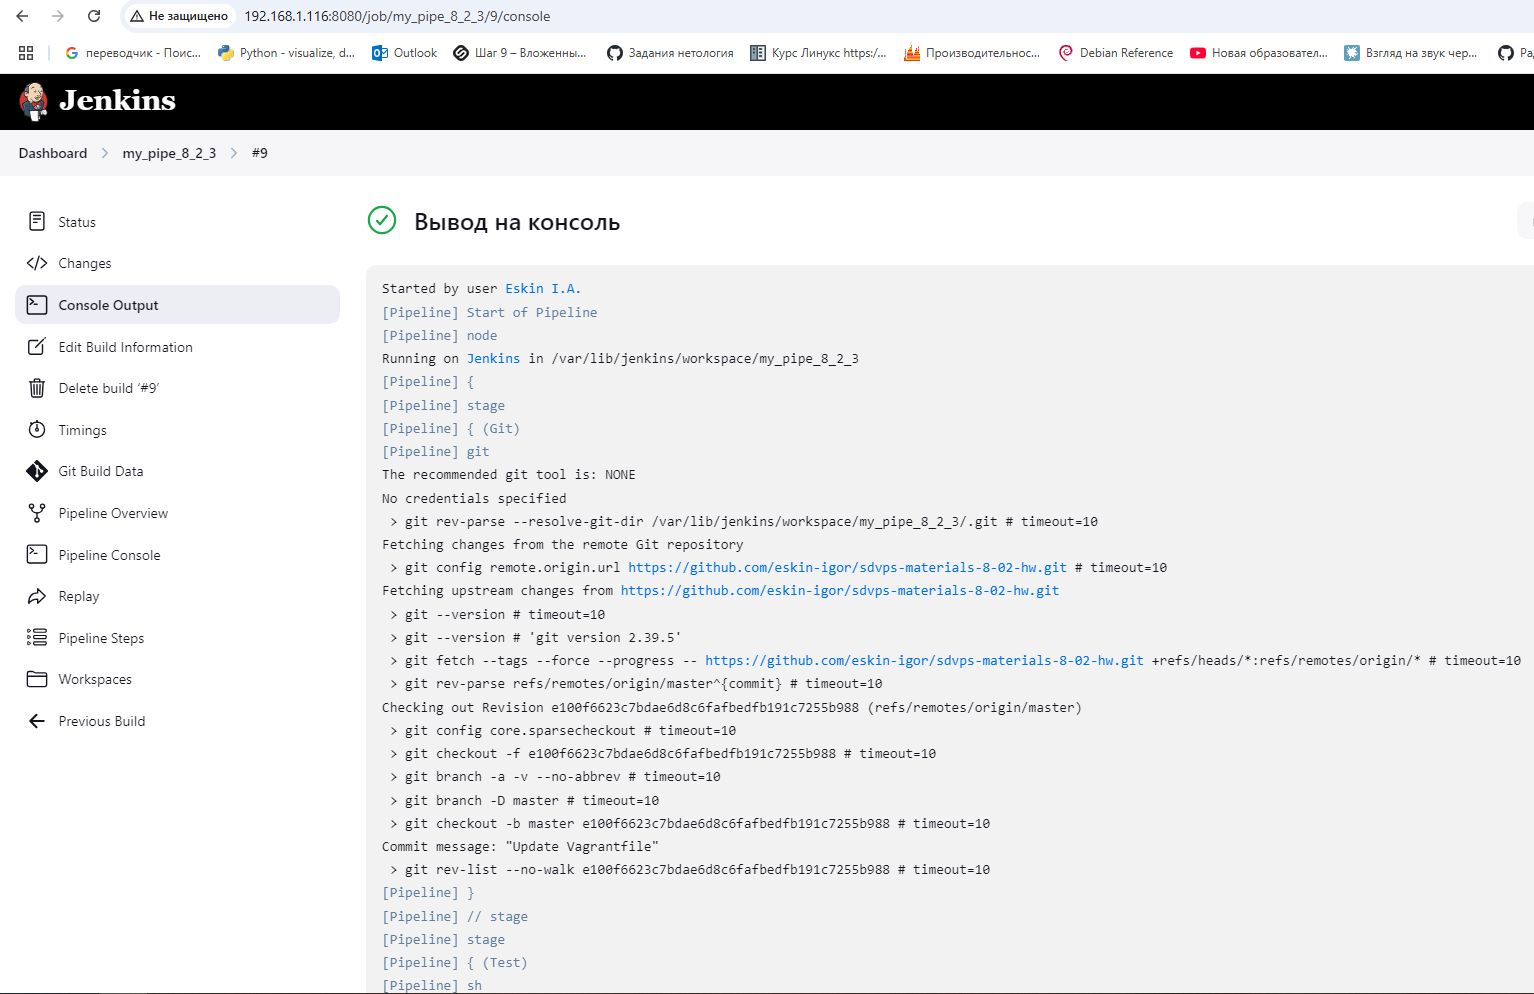 Не защищено 192.168.1.116:8080/job/my_pipe_8_2_3/9/console
переводчик - Поис... Python - visualize, d... Outlook Шаг 9 – Вложенны... Задания нетология Курс Линукс https:/... Производительнос... Debian Reference Новая образовател... Взгляд на звук чер... Ра
Jenkins
Dashboard my_pipe_8_2_3 #9
Status
Changes
Console Output
Edit Build Information
Delete build ‘#9’
Timings
Git Build Data
Pipeline Overview
Pipeline Console
Replay
Pipeline Steps
Workspaces
Previous Build
Вывод на консоль
Started by user Eskin I.A.
[Pipeline] Start of Pipeline
[Pipeline] node
Running on Jenkins in /var/lib/jenkins/workspace/my_pipe_8_2_3
[Pipeline] {
[Pipeline] stage
[Pipeline] { (Git)
[Pipeline] git
The recommended git tool is: NONE
No credentials specified
> git rev-parse --resolve-git-dir /var/lib/jenkins/workspace/my_pipe_8_2_3/.git # timeout=10
Fetching changes from the remote Git repository
> git config remote.origin.url https://github.com/eskin-igor/sdvps-materials-8-02-hw.git # timeout=10
Fetching upstream changes from https://github.com/eskin-igor/sdvps-materials-8-02-hw.git
> git --version # timeout=10
> git --version # 'git version 2.39.5'
> git fetch --tags --force --progress -- https://github.com/eskin-igor/sdvps-materials-8-02-hw.git +refs/heads/*:refs/remotes/origin/* # timeout=10
> git rev-parse refs/remotes/origin/master^{commit} # timeout=10
Checking out Revision e100f6623c7bdae6d8c6fafbedfb191c7255b988 (refs/remotes/origin/master)
> git config core.sparsecheckout # timeout=10
> git checkout -f e100f6623c7bdae6d8c6fafbedfb191c7255b988 # timeout=10
> git branch -a -v --no-abbrev # timeout=10
> git branch -D master # timeout=10
> git checkout -b master e100f6623c7bdae6d8c6fafbedfb191c7255b988 # timeout=10
Commit message: "Update Vagrantfile"
> git rev-list --no-walk e100f6623c7bdae6d8c6fafbedfb191c7255b988 # timeout=10
[Pipeline] }
[Pipeline] // stage
[Pipeline] stage
[Pipeline] { (Test)
[Pipeline] sh